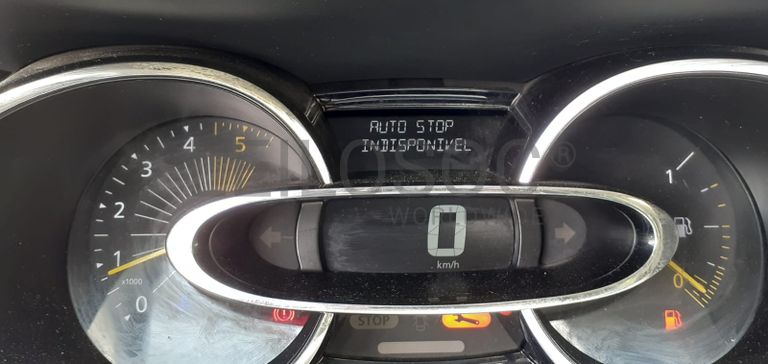 AUTO STOP
INDISPONIVEL
5
4
3
2
1
0
x1000
0
km/h
1
0
STOP